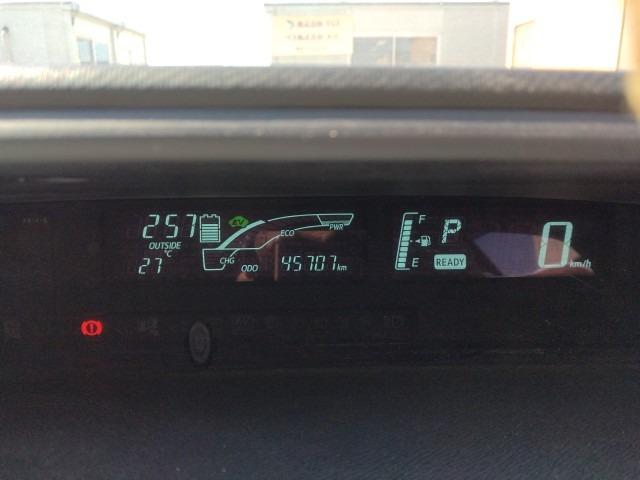 257
OUTSIDE
°C
27
EV
ECO
PWR
CHG
ODO 45707 km
F
E
P
READY
0 km/h